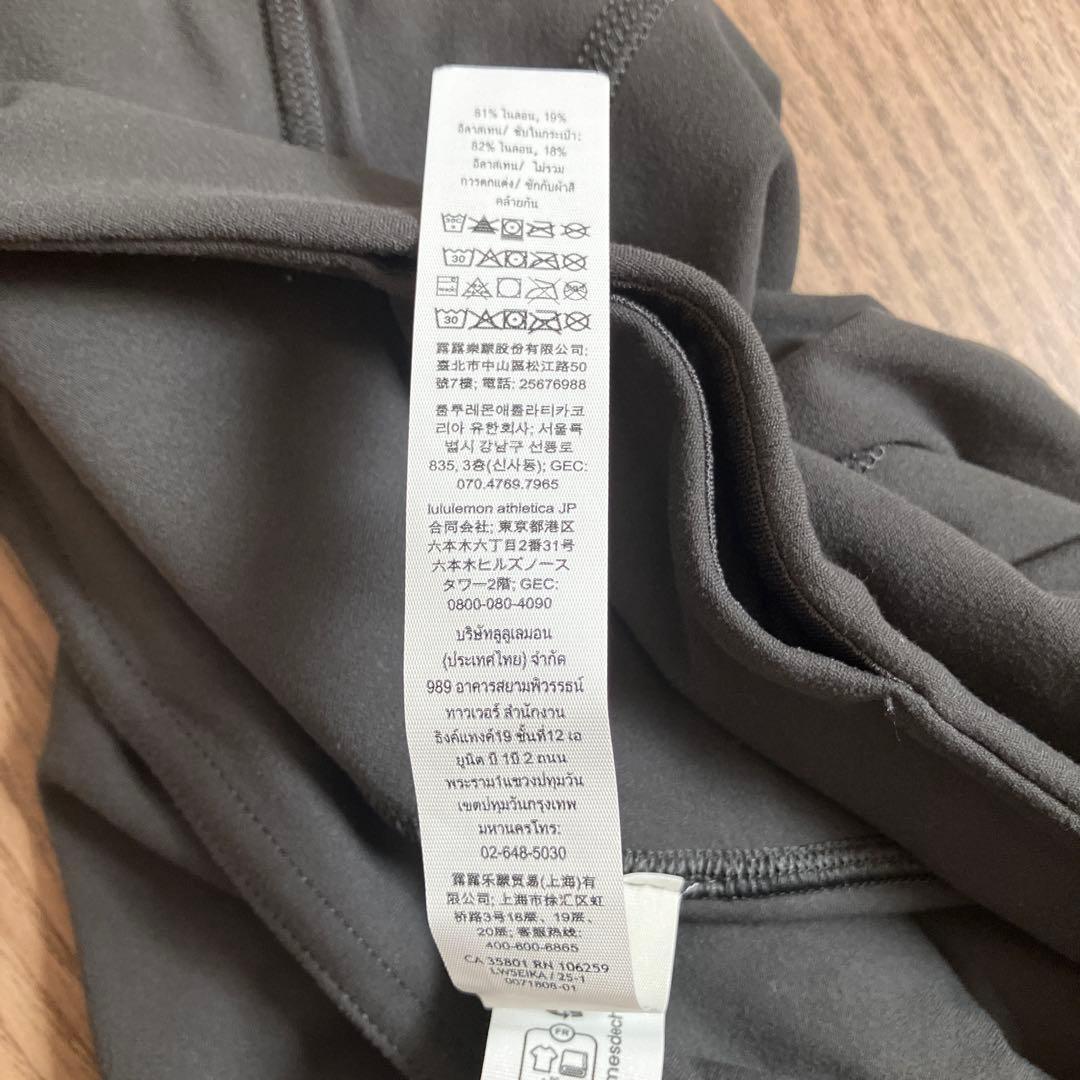 81% ไนลอน, 19%
อีลาสเทน/ ซับในกระเป๋า:
82% ไนลอน, 18%
อีลาสเทน/ ไม่รวม
การตกแต่ง/ ซักกับผ้าสี
คล้ายกัน
30
30
露露樂蒙股份有限公司;
臺北市中山區松江路50
號7樓; 電話: 25676988
룰루레몬애틀라티카코
리아 유한회사; 서울특
별시 강남구 선릉로
835, 3층(신사동); GEC:
070.4769.7965
lululemon athletica JP
合同会社; 東京都港区
六本木六丁目2番31号
六本木ヒルズノース
タワー2階; GEC:
0800-080-4090
บริษัทลูลูเลมอน
(ประเทศไทย) จำกัด
989 อาคารสยามพิวรรธน์
ทาวเวอร์ สำนักงาน
ธิงค์แทงค์19 ชั้นที่12 เอ
ยูนิต บี 1บี 2 ถนน
พระราม1แขวงปทุมวัน
เขตปทุมวันกรุงเทพ
มหานครโทร:
02-648-5030
露露乐蒙贸易(上海)有
限公司; 上海市徐汇区虹
桥路3号18层、19层、
20层; 客服热线:
400-600-6865
CA 35801 RN 106259
LW5EIKA / 25-1
0071808-01
FR
mesdech